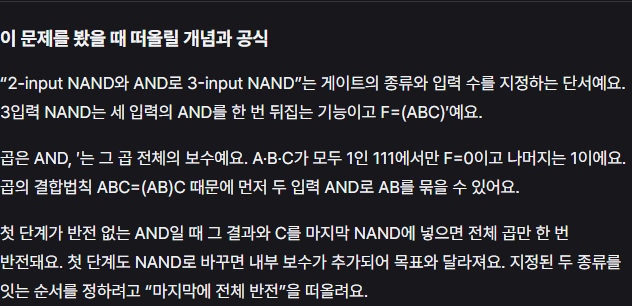 이 문제를 봤을 때 떠올릴 개념과 공식
“2-input NAND와 AND로 3-input NAND”는 게이트의 종류와 입력 수를 지정하는 단서예요.
3입력 NAND는 세 입력의 AND를 한 번 뒤집는 기능이고 F=(ABC)′예요.
곱은 AND, ′는 그 곱 전체의 보수예요. A·B·C가 모두 1인 111에서만 F=0이고 나머지는 1이에요.
곱의 결합법칙 ABC=(AB)C 때문에 먼저 두 입력 AND로 AB를 묶을 수 있어요.
첫 단계가 반전 없는 AND일 때 그 결과와 C를 마지막 NAND에 넣으면 전체 곱만 한 번
반전돼요. 첫 단계도 NAND로 바꾸면 내부 보수가 추가되어 목표와 달라져요. 지정된 두 종류를
잇는 순서를 정하려고 “마지막에 전체 반전”을 떠올려요.